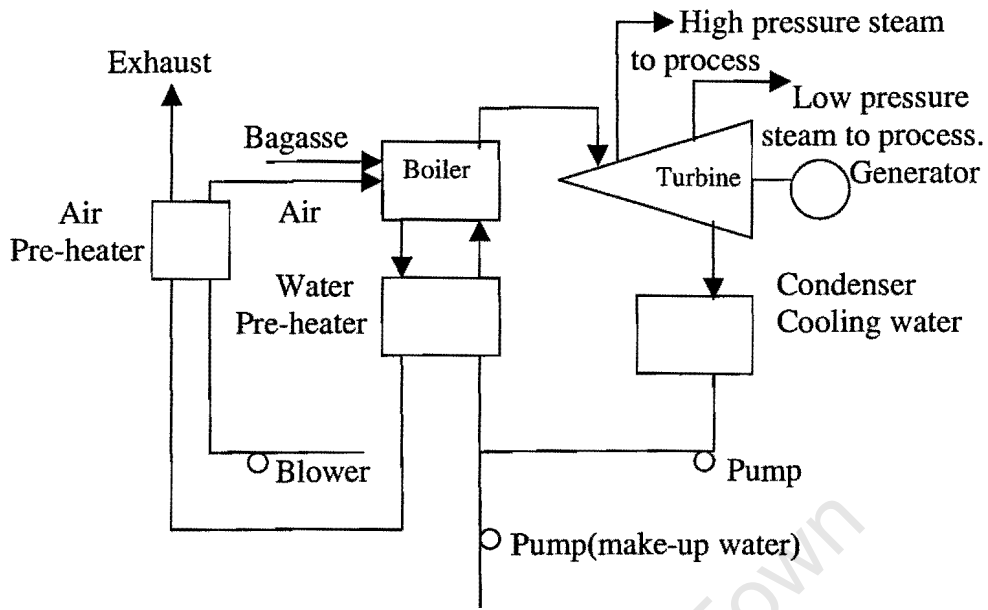 High pressure steam
to process
Exhaust
Low pressure
steam to process.
Bagasse
Boiler
Turbine
Generator
Air
Air
Pre-heater
Water
Pre-heater
Condenser
Cooling water
Blower
Pump
Pump(make-up water)
Town